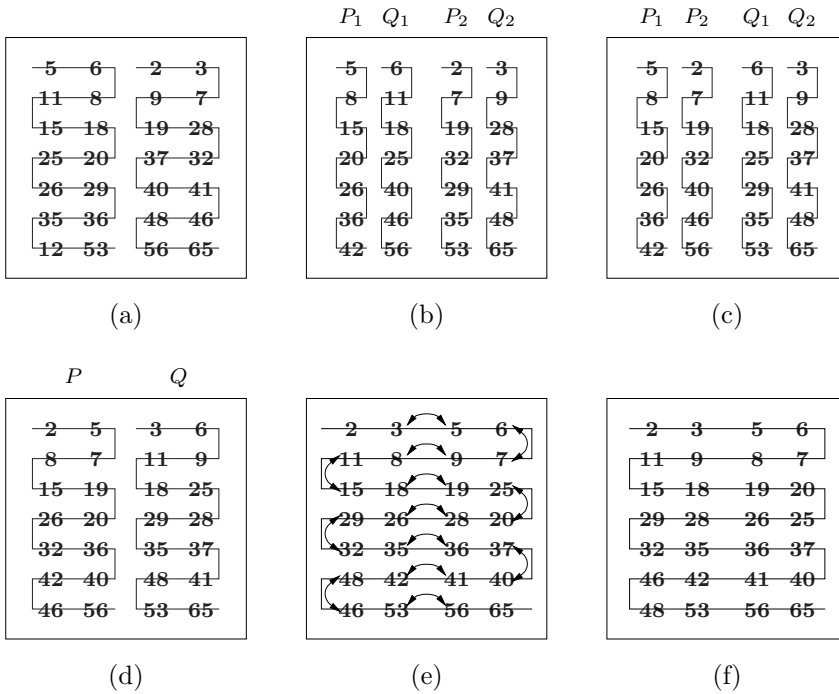 P1 Q1 P2 Q2 P1 P2 Q1 Q2
5 6 2 3 5 6 2 3 5 2 6 3
11 8 9 7 8 11 7 9 8 7 11 9
15 18 19 28 15 18 19 28 15 19 18 28
25 20 37 32 20 25 32 37 20 32 25 37
26 29 40 41 26 40 29 41 26 40 29 41
35 36 48 46 36 46 35 48 36 46 35 48
12 53 56 65 42 56 53 65 42 56 53 65
(a) (b) (c)
P Q
2 5 3 6 2 3 5 6 2 3 5 6
8 7 11 9 11 8 9 7 11 9 8 7
15 19 18 25 15 18 19 25 15 18 19 20
26 20 29 28 29 26 28 20 29 28 26 25
32 36 35 37 32 35 36 37 32 35 36 37
42 40 48 41 48 42 41 40 46 42 41 40
46 56 53 65 46 53 56 65 48 53 56 65
(d) (e) (f)